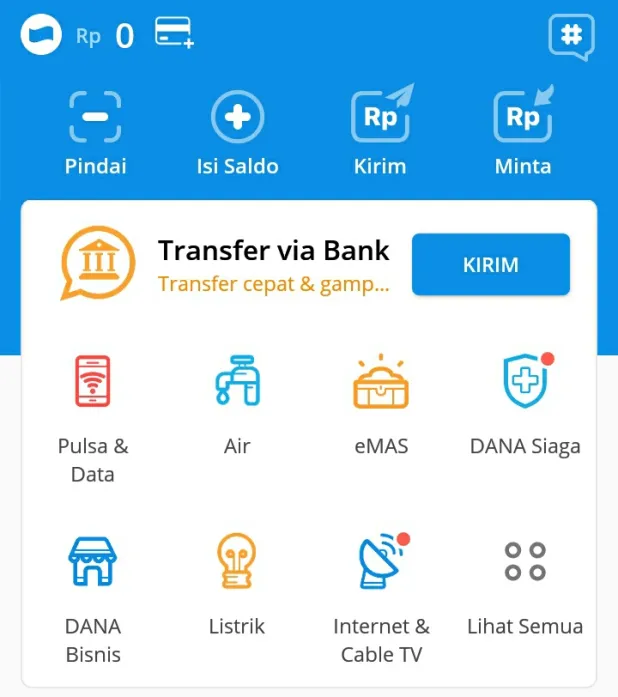 Rp 0
#
Pindai
Isi Saldo
Rp
Kirim
Rp
Minta
Transfer via Bank
Transfer cepat & gamp...
KIRIM
Pulsa &
Data
Air
eMAS
DANA Siaga
DANA
Bisnis
Listrik
Internet &
Cable TV
Lihat Semua